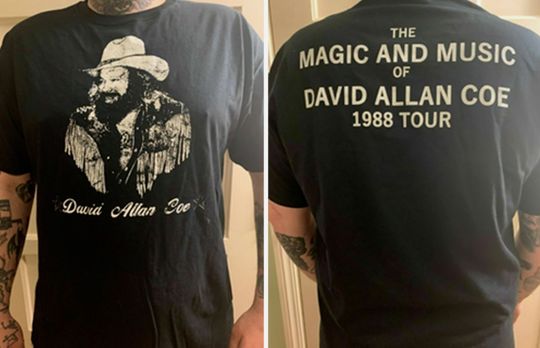 David Allan Coe
THE
MAGIC AND MUSIC
OF
DAVID ALLAN COE
1988 TOUR